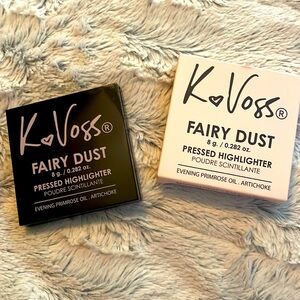 K♥Voss®
FAIRY DUST
8 g. / 0.282 oz.
PRESSED HIGHLIGHTER
POUDRE SCINTILLANTE
EVENING PRIMROSE OIL . ARTICHOKE
K♥Voss®
FAIRY DUST
8 g. / 0.282 oz.
PRESSED HIGHLIGHTER
POUDRE SCINTILLANTE
EVENING PRIMROSE OIL . ARTICHOKE